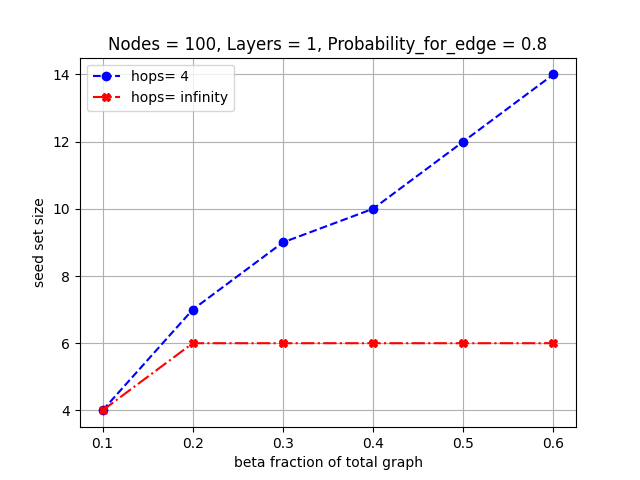 Nodes = 100, Layers = 1, Probability_for_edge = 0.8
hops= 4
hops= infinity
14
12
10
8
6
4
seed set size
0.1 0.2 0.3 0.4 0.5 0.6
beta fraction of total graph